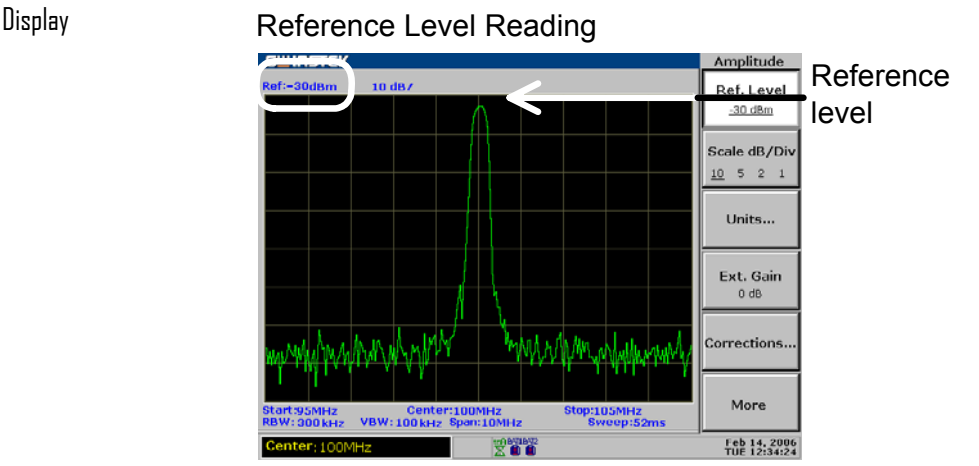 Display
Reference Level Reading
Amplitude
Ref:-30dBm 10 dB/
Ref. Level
-30 dBm
Reference
level
Scale dB/Div
10 5 2 1
Units...
Ext. Gain
0 dB
Corrections...
More
Start:95MHz Center:100MHz Stop:105MHz
RBW:300kHz VBW:100kHz Span:10MHz Sweep:52ms
Center:100MHz
Feb 14, 2006
TUE 12:34:24